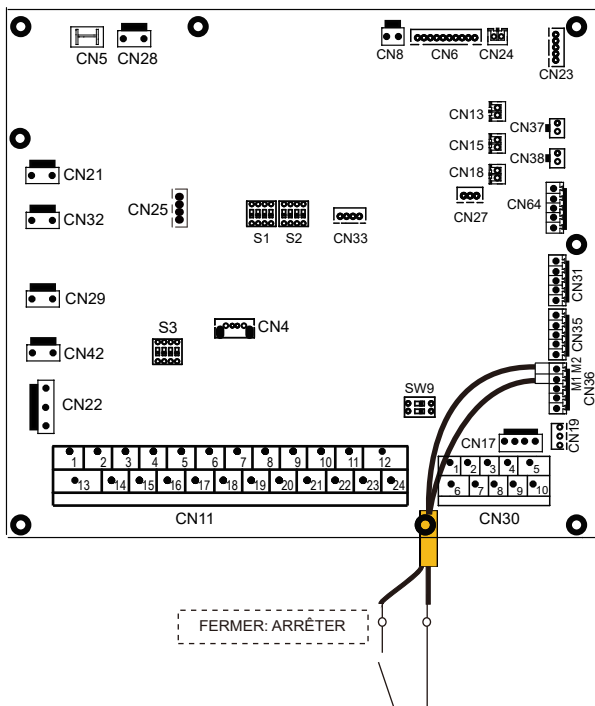 CN5
CN28
CN8
CN6
CN24
CN23
CN13
CN15
CN18
CN37
CN38
CN27
CN64
CN21
CN32
CN25
S1
S2
CN33
CN29
CN42
CN22
S3
CN4
CN31
CN35
M1 M2
CN36
SW9
CN17
CN19
1 2 3 4 5 6 7 8 9 10 11 12
13 14 15 16 17 18 19 20 21 22 23 24
CN11
1 2 3 4 5
6 7 8 9 10
CN30
FERMER: ARRÊTER